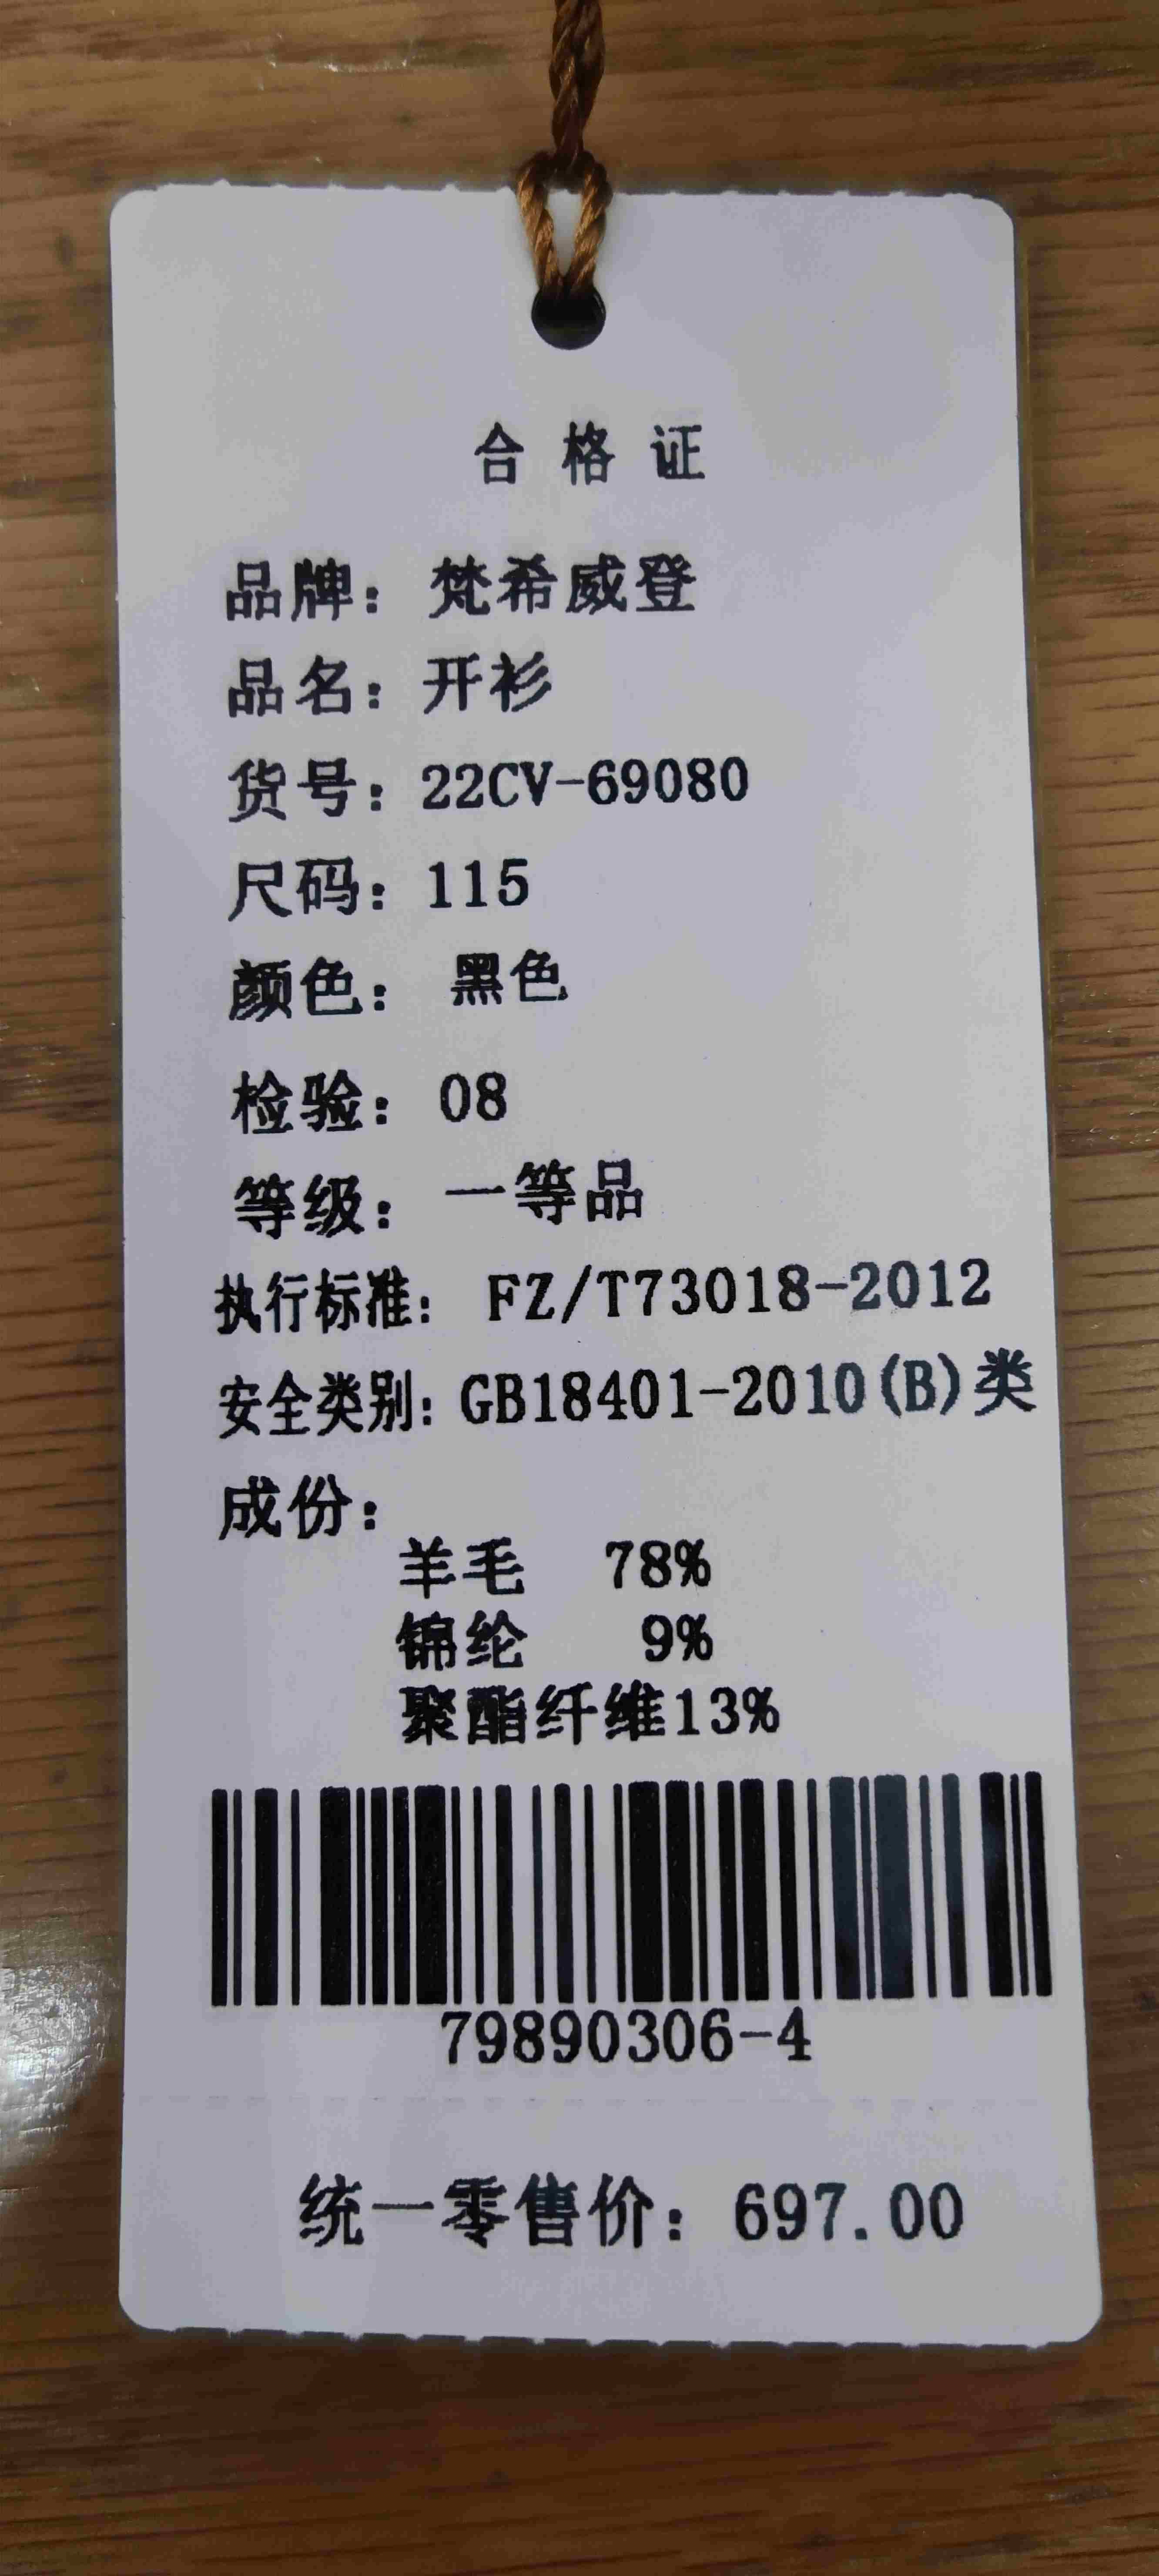 合格证
品牌：梵希威登
品名：开衫
货号：22CV-69080
尺码：115
颜色：黑色
检验：08
等级：一等品
执行标准：FZ/T73018-2012
安全类别：GB18401-2010(B)类
成份：
羊毛 78%
锦纶 9%
聚酯纤维13%
79890306-4
统一零售价：697.00